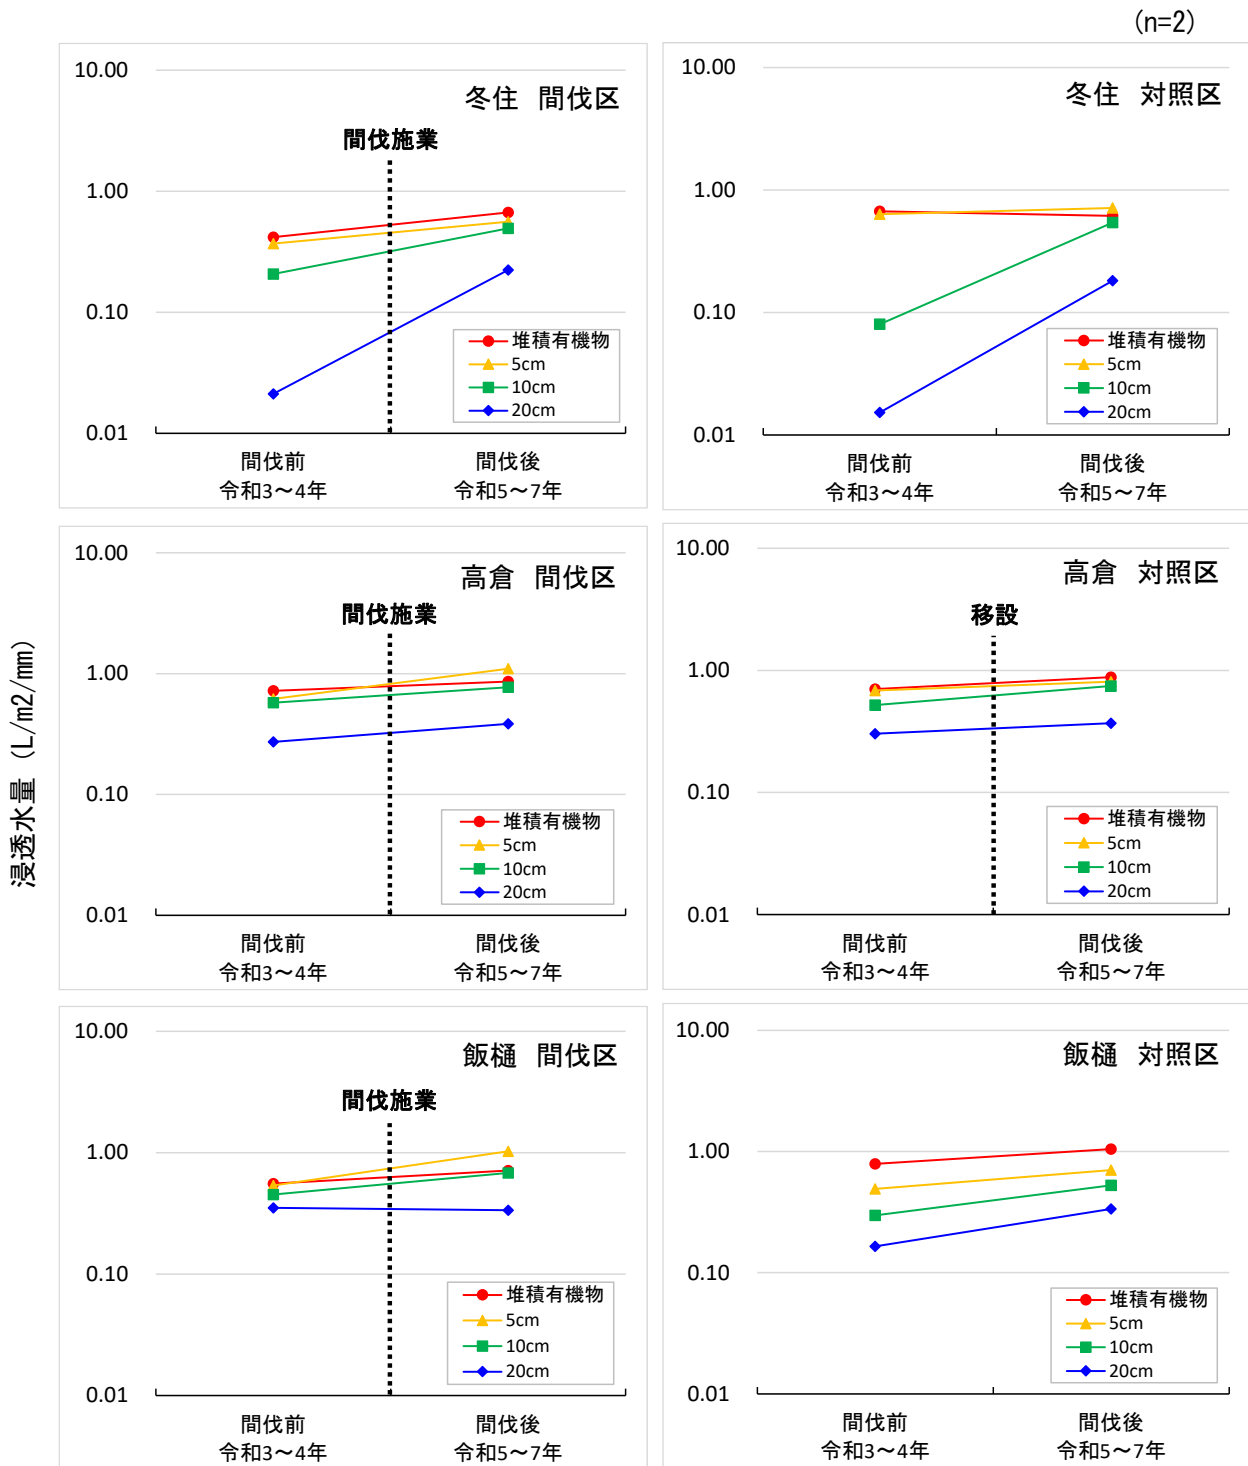 (n=2)
浸透水量 (L/m2/mm)
10.00
1.00
0.10
0.01
冬住 間伐区
間伐施業
堆積有機物
5cm
10cm
20cm
間伐前
令和3～4年
間伐後
令和5～7年
10.00
1.00
0.10
0.01
冬住 対照区
堆積有機物
5cm
10cm
20cm
間伐前
令和3～4年
間伐後
令和5～7年
10.00
1.00
0.10
0.01
高倉 間伐区
間伐施業
堆積有機物
5cm
10cm
20cm
間伐前
令和3～4年
間伐後
令和5～7年
10.00
1.00
0.10
0.01
高倉 対照区
移設
堆積有機物
5cm
10cm
20cm
間伐前
令和3～4年
間伐後
令和5～7年
10.00
1.00
0.10
0.01
飯樋 間伐区
間伐施業
堆積有機物
5cm
10cm
20cm
間伐前
令和3～4年
間伐後
令和5～7年
10.00
1.00
0.10
0.01
飯樋 対照区
堆積有機物
5cm
10cm
20cm
間伐前
令和3～4年
間伐後
令和5～7年